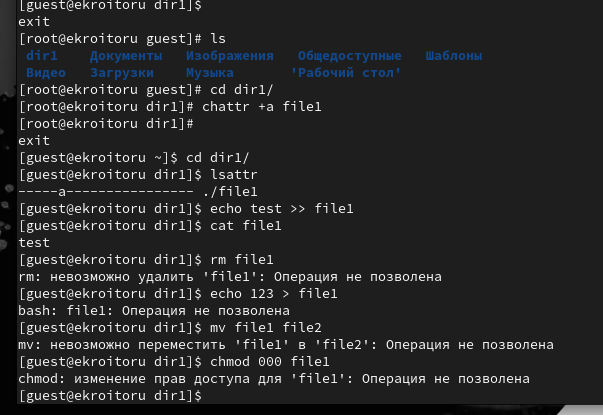 [guest@ekroitoru dir1]$
exit
[root@ekroitoru guest]# ls
dir1 Документы Изображения Общедоступные Шаблоны
Видео Загрузки Музыка 'Рабочий стол'
[root@ekroitoru guest]# cd dir1/
[root@ekroitoru dir1]# chattr +a file1
[root@ekroitoru dir1]#
exit
[guest@ekroitoru ~]$ cd dir1/
[guest@ekroitoru dir1]$ lsattr
-----a---------------- ./file1
[guest@ekroitoru dir1]$ echo test >> file1
[guest@ekroitoru dir1]$ cat file1
test
[guest@ekroitoru dir1]$ rm file1
rm: невозможно удалить 'file1': Операция не позволена
[guest@ekroitoru dir1]$ echo 123 > file1
bash: file1: Операция не позволена
[guest@ekroitoru dir1]$ mv file1 file2
mv: невозможно переместить 'file1' в 'file2': Операция не позволена
[guest@ekroitoru dir1]$ chmod 000 file1
chmod: изменение прав доступа для 'file1': Операция не позволена
[guest@ekroitoru dir1]$